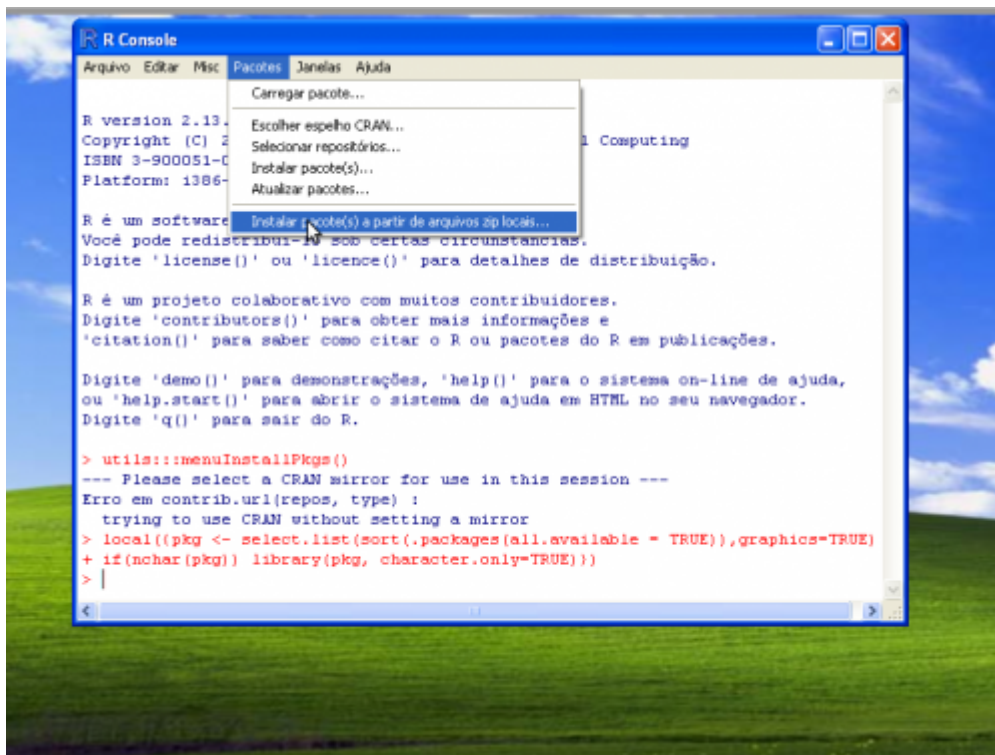 R Console
Arquivo Editar Misc Pacotes Janelas Ajuda
Carregar pacote...
Escolher espelho CRAN...
Selecionar repositórios...
Instalar pacote(s)...
Atualizar pacotes...
Instalar pacote(s) a partir de arquivos zip locais...
R version 2.13.
Copyright (C) 2 l Computing
ISBN 3-900051-0
Platform: i386-
R é um software
Você pode redistribuí-lo sob certas circunstâncias.
Digite 'license()' ou 'licence()' para detalhes de distribuição.
R é um projeto colaborativo com muitos contribuidores.
Digite 'contributors()' para obter mais informações e
'citation()' para saber como citar o R ou pacotes do R em publicações.
Digite 'demo()' para demonstrações, 'help()' para o sistema on-line de ajuda,
ou 'help.start()' para abrir o sistema de ajuda em HTML no seu navegador.
Digite 'q()' para sair do R.
> utils:::menuInstallPkgs()
--- Please select a CRAN mirror for use in this session ---
Erro em contrib.url(repos, type) :
trying to use CRAN without setting a mirror
> local({pkg <- select.list(sort(.packages(all.available = TRUE)),graphics=TRUE)
+ if(nchar(pkg)) library(pkg, character.only=TRUE)})
>